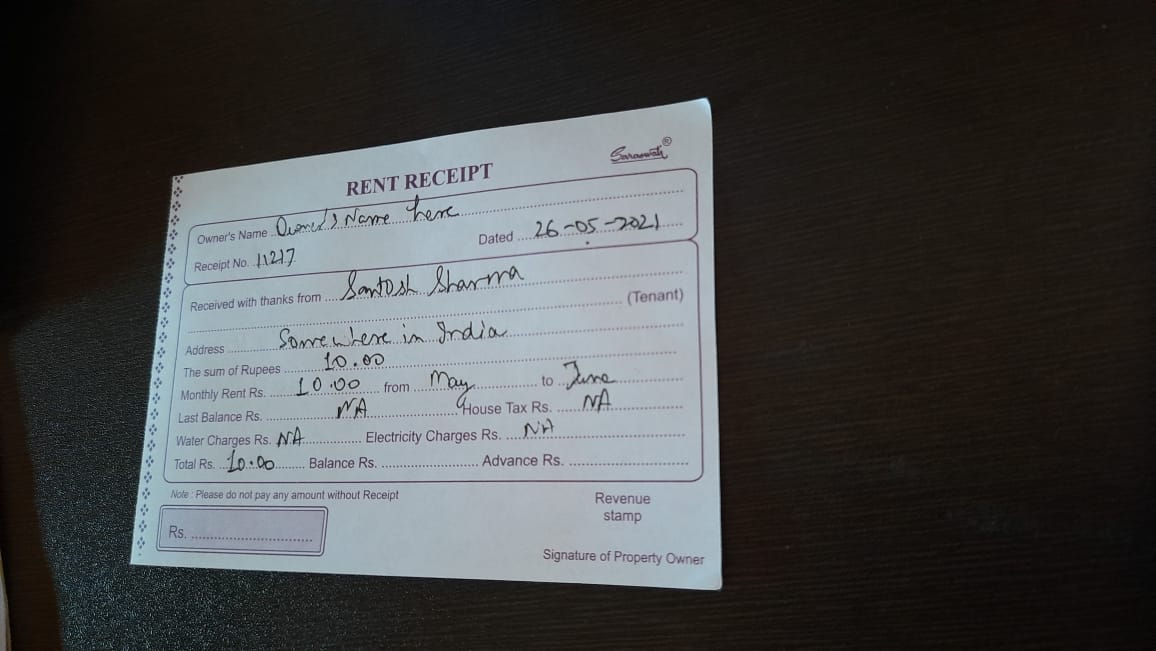 Saraswati®
RENT RECEIPT
Owner's Name Owner's Name here
Receipt No. 11217 Dated 26-05-2021
Received with thanks from Santosh Sharma
(Tenant)
Address Somewhere in India
The sum of Rupees 10.00
Monthly Rent Rs. 10.00 from May to June
Last Balance Rs. NA House Tax Rs. NA
Water Charges Rs. NA Electricity Charges Rs. NA
Total Rs. 10.00 Balance Rs. Advance Rs.
Note : Please do not pay any amount without Receipt
Revenue
stamp
Rs.
Signature of Property Owner